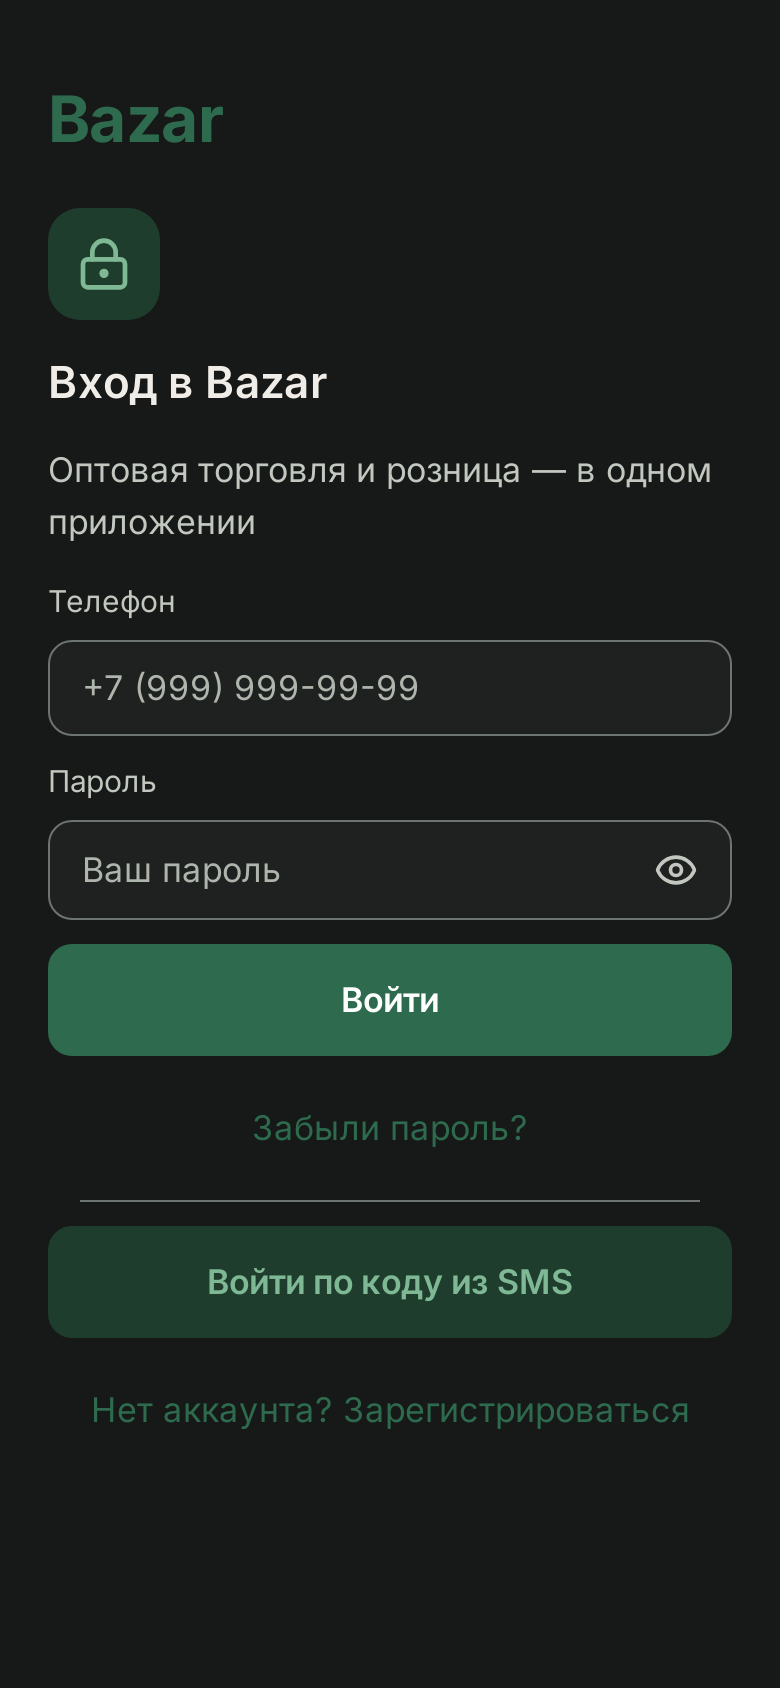 Bazar
Вход в Bazar
Оптовая торговля и розница — в одном
приложении
Телефон
+7 (999) 999-99-99
Пароль
Ваш пароль
Войти
Забыли пароль?
Войти по коду из SMS
Нет аккаунта? Зарегистрироваться